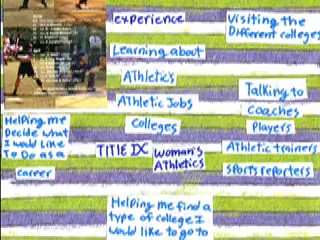 experience
Visiting the
Different colleges
Learning about
Athletics
Athletic Jobs
Colleges
Talking to
Coaches
Players
Athletic trainers
Sports reporters
Helping me
Decide what
I would like
To Do as a
career
TITLE IX
Woman's
Athletics
Helping me find a
type of college I
would like to go to